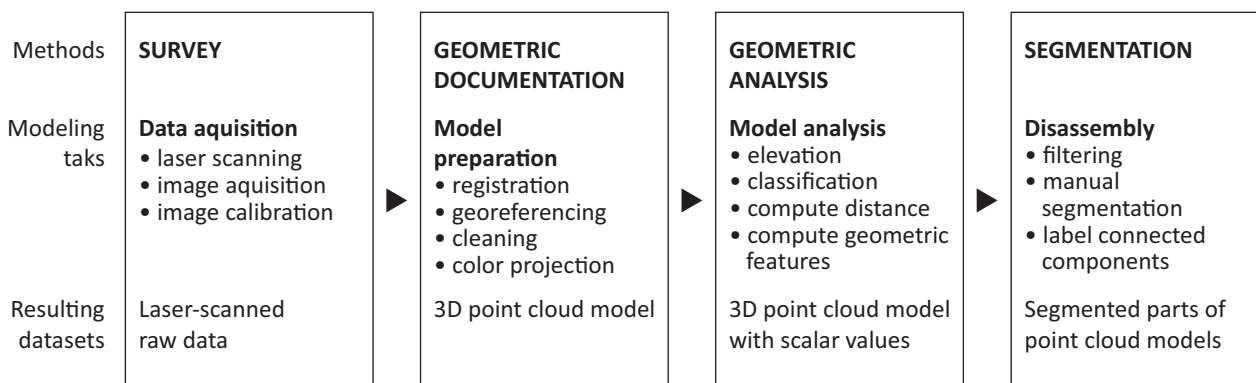 Methods
SURVEY
GEOMETRIC
DOCUMENTATION
GEOMETRIC
ANALYSIS
SEGMENTATION
Modeling
taks
Data aquisition
• laser scanning
• image aquisition
• image calibration
Model
preparation
• registration
• georeferencing
• cleaning
• color projection
Model analysis
• elevation
• classification
• compute distance
• compute geometric
features
Disassembly
• filtering
• manual
segmentation
• label connected
components
Resulting
datasets
Laser-scanned
raw data
3D point cloud model
3D point cloud model
with scalar values
Segmented parts of
point cloud models